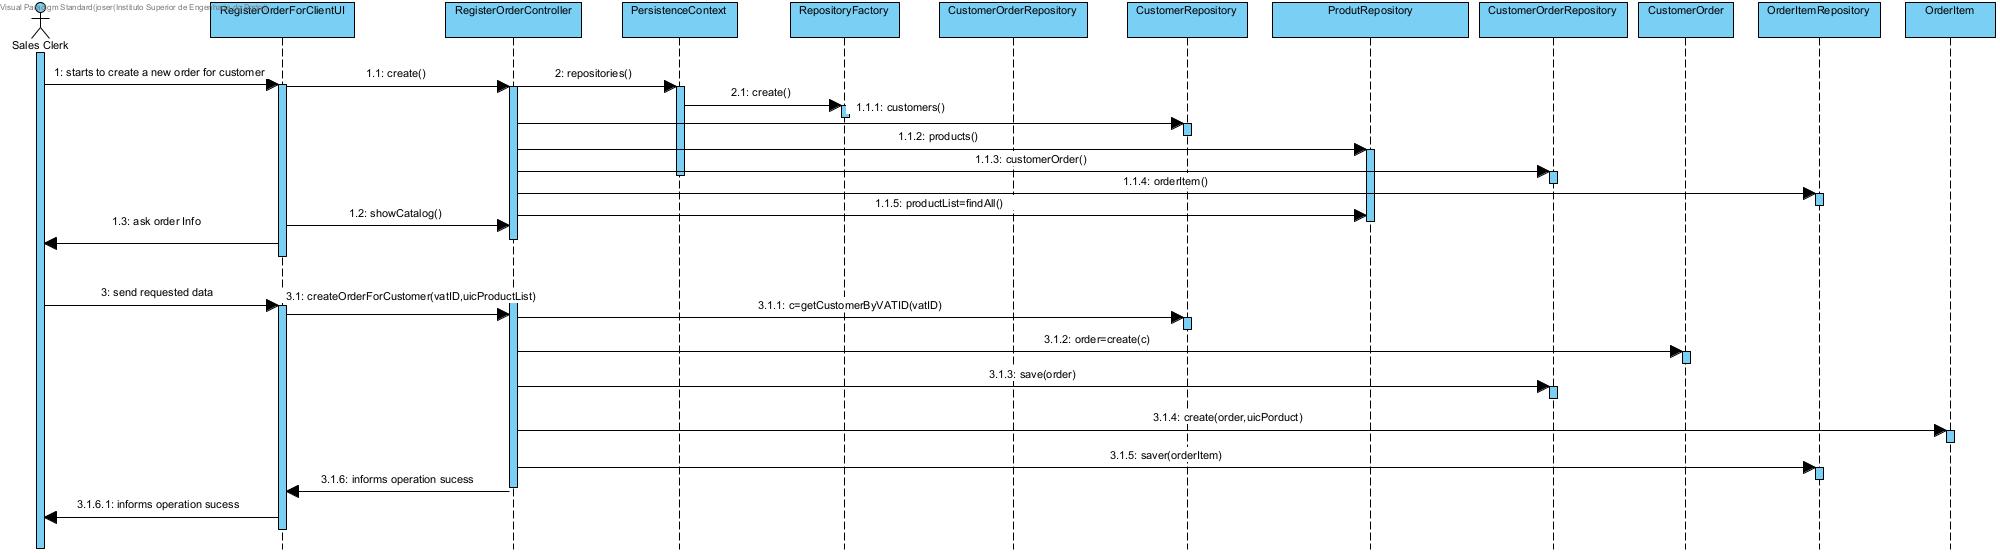 Visual Paradigm Standard(joser(Instituto Superior de Engenharia do
RegisterOrderForClientUI
RegisterOrderController
PersistenceContext
RepositoryFactory
CustomerOrderRepository
CustomerRepository
ProdutRepository
CustomerOrderRepository
CustomerOrder
OrderItemRepository
OrderItem
Sales Clerk
1: starts to create a new order for customer
1.1: create()
2: repositories()
2.1: create()
1.1.1: customers()
1.1.2: products()
1.1.3: customerOrder()
1.1.4: orderItem()
1.1.5: productList=findAll()
1.2: showCatalog()
1.3: ask order Info
3: send requested data
3.1: createOrderForCustomer(vatID,uicProductList)
3.1.1: c=getCustomerByVATID(vatID)
3.1.2: order=create(c)
3.1.3: save(order)
3.1.4: create(order,uicPorduct)
3.1.5: saver(orderItem)
3.1.6: informs operation sucess
3.1.6.1: informs operation sucess